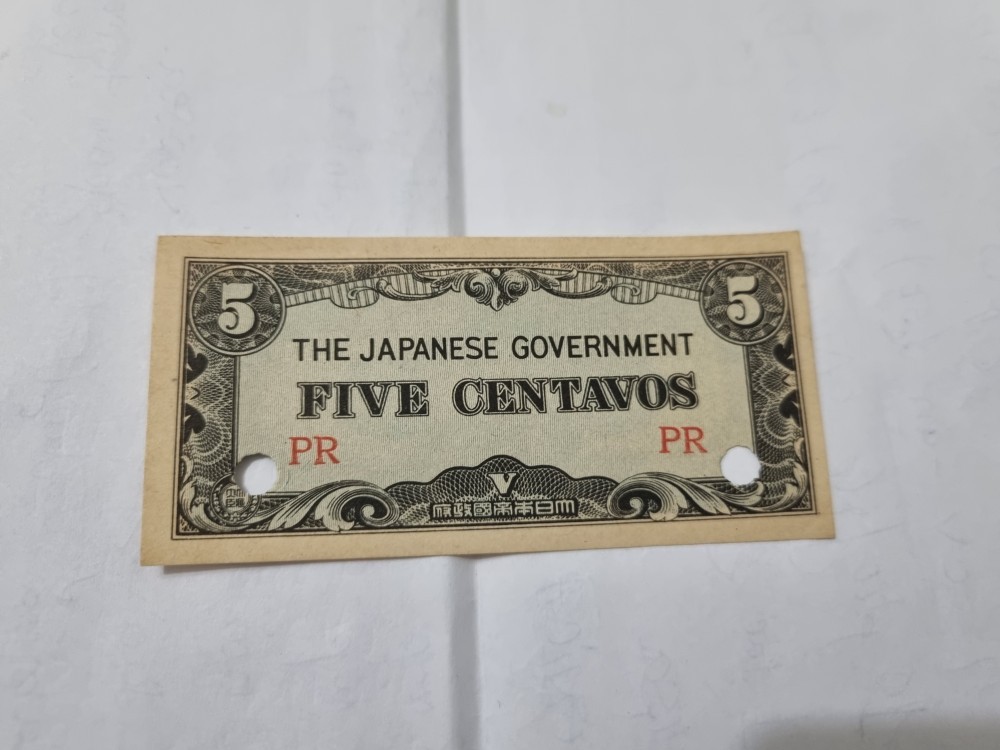 5 5
THE JAPANESE GOVERNMENT
FIVE CENTAVOS
PR PR
V
府政國帝本日大